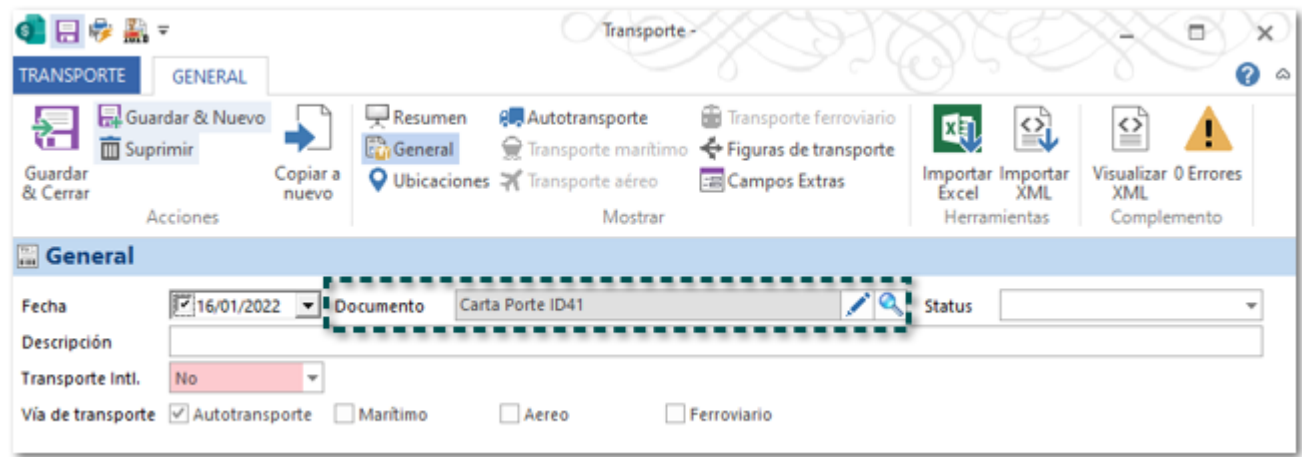 Transporte -
TRANSPORTE GENERAL
Guardar & Nuevo
Suprimir
Guardar
& Cerrar
Copiar a
nuevo
Acciones
Resumen Autotransporte Transporte ferroviario
General Transporte marítimo Figuras de transporte
Ubicaciones Transporte aéreo Campos Extras
Mostrar
Importar
Excel
Importar
XML
Herramientas
Visualizar
XML
0 Errores
Complemento
General
Fecha 16/01/2022 Documento Carta Porte ID41 Status
Descripción
Transporte Intl. No
Vía de transporte Autotransporte Marítimo Aereo Ferroviario